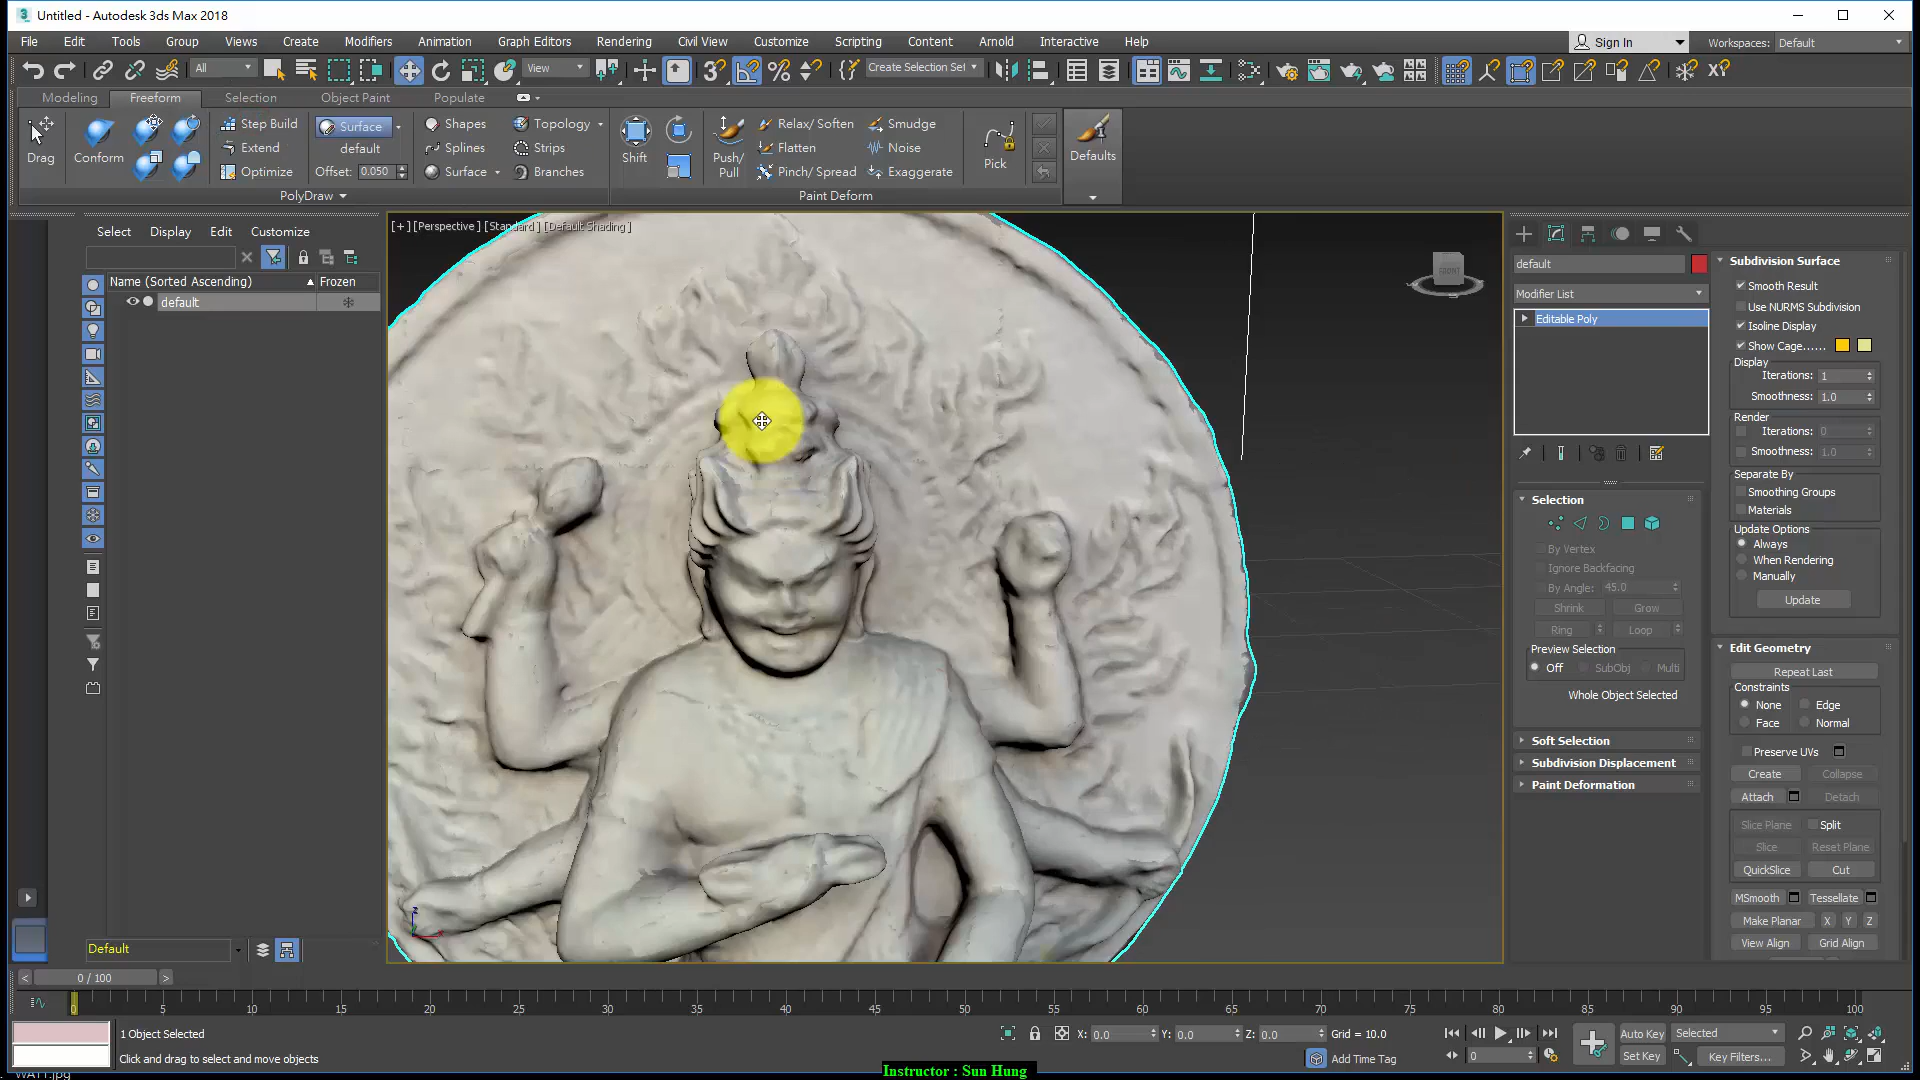 Untitled - Autodesk 3ds Max 2018
File Edit Tools Group Views Create Modifiers Animation Graph Editors Rendering Civil View Customize Scripting Content Arnold Interactive Help
Sign In Workspaces: Default
All View Create Selection Set
Modeling Freeform Selection Object Paint Populate
Drag
Conform
Step Build
Extend
Optimize
Surface
default
Offset: 0.050
Shapes
Splines
Surface
Topology
Strips
Branches
PolyDraw
Shift
Push/
Pull
Relax/ Soften
Flatten
Pinch/ Spread
Smudge
Noise
Exaggerate
Pick
Paint Deform
Defaults
Select Display Edit Customize
Name (Sorted Ascending) Frozen
default
Default
[+] [Perspective] [Standard] [Default Shading]
FRONT
z
default
Modifier List
Editable Poly
Selection
By Vertex
Ignore Backfacing
By Angle: 45.0
Shrink Grow
Ring Loop
Preview Selection
Off SubObj Multi
Whole Object Selected
Soft Selection
Subdivision Displacement
Paint Deformation
Subdivision Surface
Smooth Result
Use NURMS Subdivision
Isoline Display
Show Cage......
Display
Iterations: 1
Smoothness: 1.0
Render
Iterations: 0
Smoothness: 1.0
Separate By
Smoothing Groups
Materials
Update Options
Always
When Rendering
Manually
Update
Edit Geometry
Repeat Last
Constraints
None Edge
Face Normal
Preserve UVs
Create Collapse
Attach Detach
Slice Plane Split
Slice Reset Plane
QuickSlice Cut
MSmooth Tessellate
Make Planar X Y Z
View Align Grid Align
< 0 / 100 >
0 5 10 15 20 25 30 35 40 45 50 55 60 65 70 75 80 85 90 95 100
1 Object Selected
Click and drag to select and move objects
X: 0.0 Y: 0.0 Z: 0.0 Grid = 10.0
Add Time Tag
0
Auto Key Selected
Set Key Key Filters...
Instructor : Sun Hung